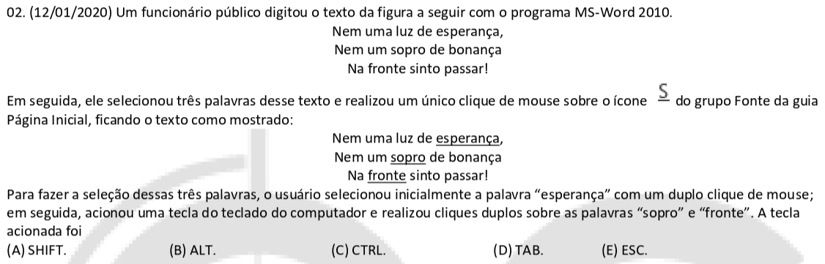 02. (12/01/2020) Um funcionário público digitou o texto da figura a seguir com o programa MS-Word 2010.
Nem uma luz de esperança,
Nem um sopro de bonança
Na fronte sinto passar!
Em seguida, ele selecionou três palavras desse texto e realizou um único clique de mouse sobre o ícone S do grupo Fonte da guia
Página Inicial, ficando o texto como mostrado:
Nem uma luz de esperança,
Nem um sopro de bonança
Na fronte sinto passar!
Para fazer a seleção dessas três palavras, o usuário selecionou inicialmente a palavra “esperança” com um duplo clique de mouse;
em seguida, acionou uma tecla do teclado do computador e realizou cliques duplos sobre as palavras “sopro” e “fronte”. A tecla
acionada foi
(A) SHIFT. (B) ALT. (C) CTRL. (D) TAB. (E) ESC.